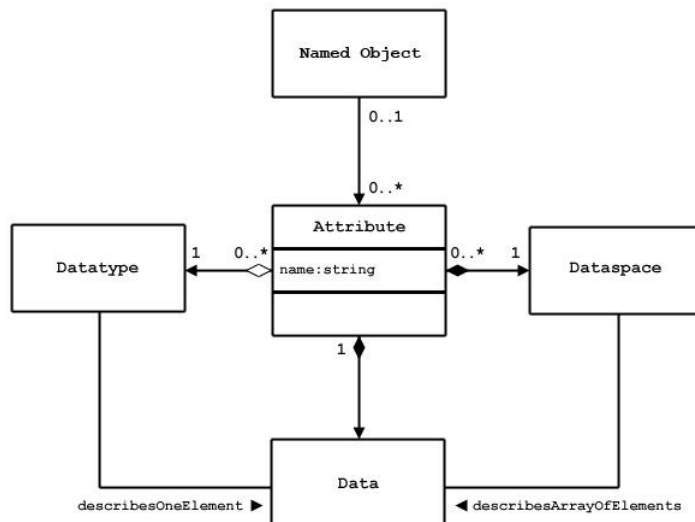 Named Object
0..1
0..*
Attribute
Datatype
1
0..*
name:string
0..*
1
Dataspace
1
Data
describesOneElement ►
◄ describesArrayOfElements